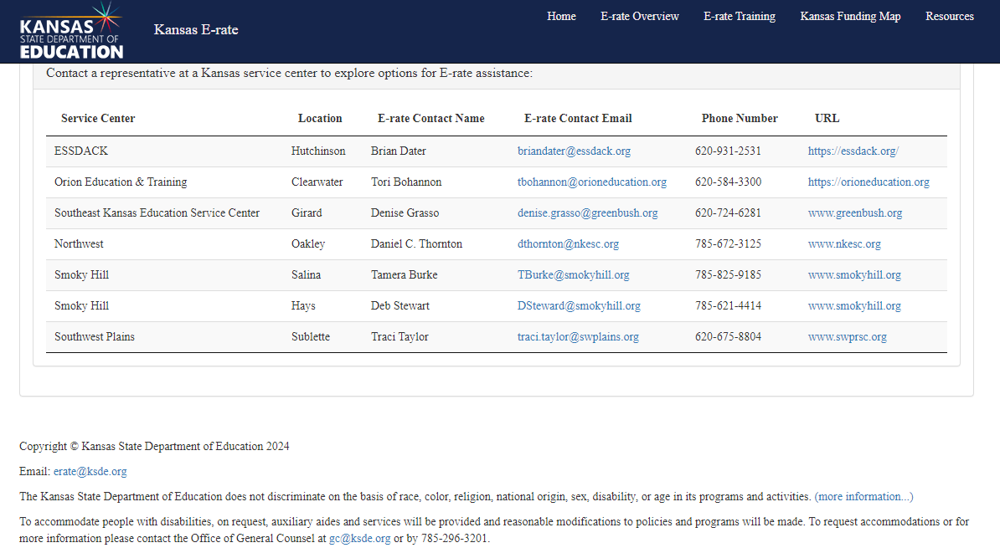 KANSAS
STATE DEPARTMENT OF
EDUCATION
Kansas E-rate
Home E-rate Overview E-rate Training Kansas Funding Map Resources
Contact a representative at a Kansas service center to explore options for E-rate assistance:
Service Center Location E-rate Contact Name E-rate Contact Email Phone Number URL
ESSDACK Hutchinson Brian Dater briandater@essdack.org 620-931-2531 https://essdack.org/
Orion Education & Training Clearwater Tori Bohannon tbohannon@orioneducation.org 620-584-3300 https://orioneducation.org
Southeast Kansas Education Service Center Girard Denise Grasso denise.grasso@greenbush.org 620-724-6281 www.greenbush.org
Northwest Oakley Daniel C. Thornton dthornton@nkesc.org 785-672-3125 www.nkesc.org
Smoky Hill Salina Tamera Burke TBurke@smokyhill.org 785-825-9185 www.smokyhill.org
Smoky Hill Hays Deb Stewart DSteward@smokyhill.org 785-621-4414 www.smokyhill.org
Southwest Plains Sublette Traci Taylor traci.taylor@swplains.org 620-675-8804 www.swprsc.org
Copyright © Kansas State Department of Education 2024
Email: erate@ksde.org
The Kansas State Department of Education does not discriminate on the basis of race, color, religion, national origin, sex, disability, or age in its programs and activities. (more information...)
To accommodate people with disabilities, on request, auxiliary aides and services will be provided and reasonable modifications to policies and programs will be made. To request accommodations or for
more information please contact the Office of General Counsel at gc@ksde.org or by 785-296-3201.